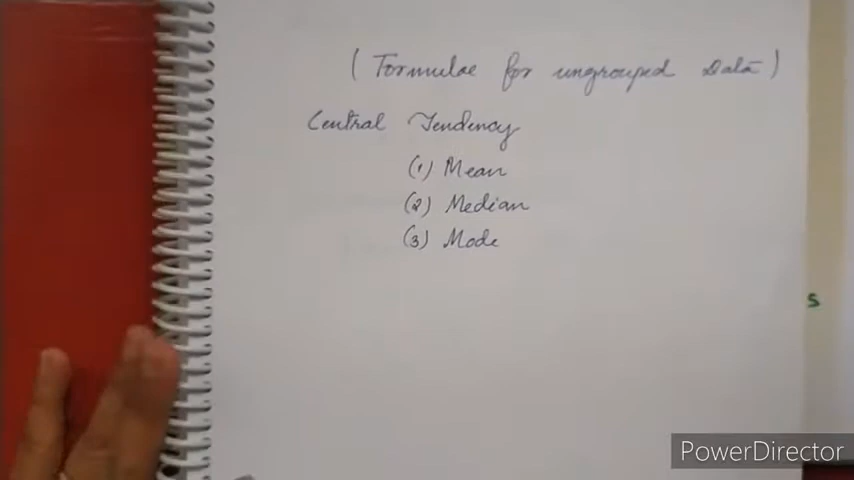 (Formulae for ungrouped Data)
Central Tendency
(1) Mean
(2) Median
(3) Mode
S
PowerDirector